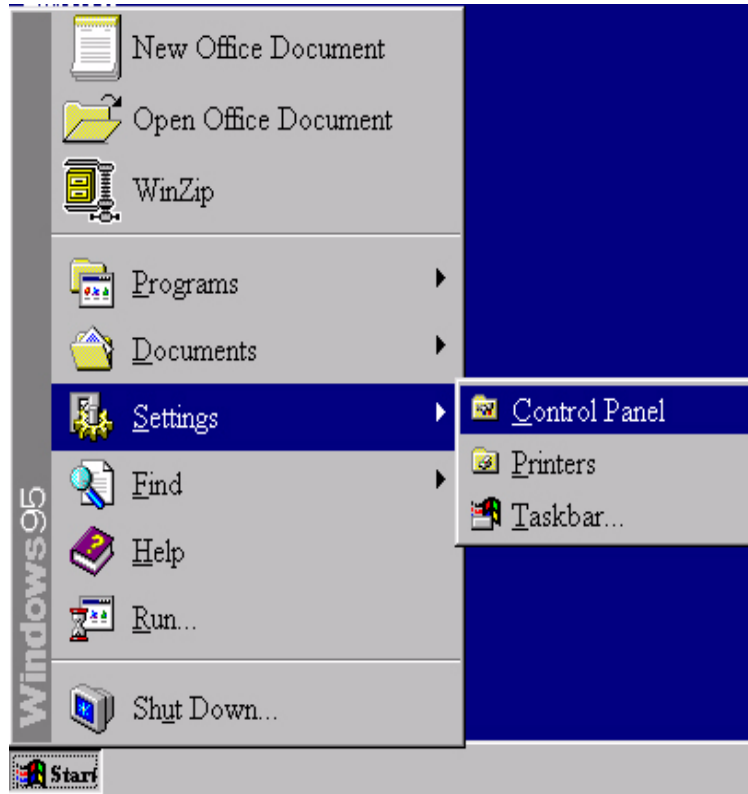 New Office Document
Open Office Document
WinZip
Programs
Documents
Settings
Find
Help
Run...
Shut Down...
Control Panel
Printers
Taskbar...
Windows95
Start